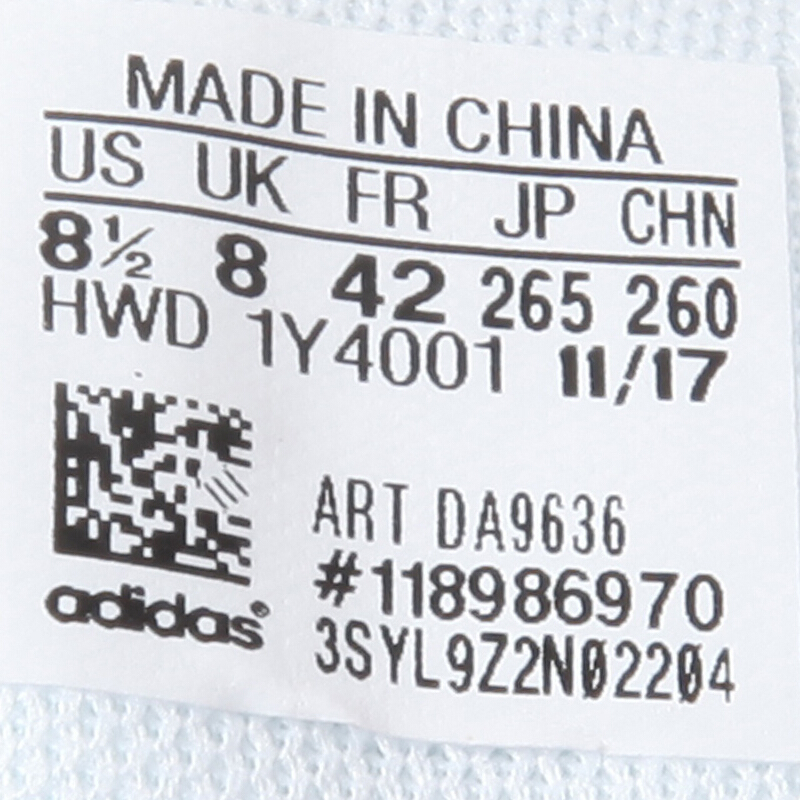 MADE IN CHINA
US UK FR JP CHN
8½ 8 42 265 260
HWD 1Y4001 11/17
ART DA9636
#118986970
adidas®
3SYL9Z2N02204